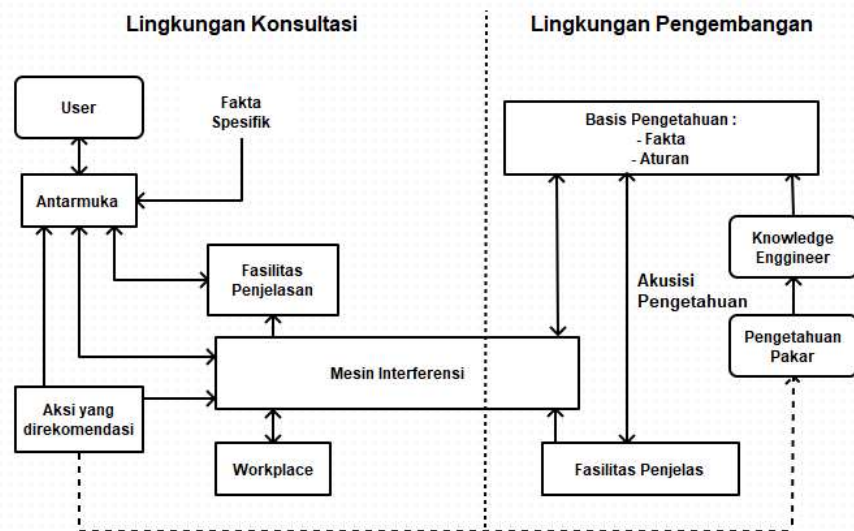 Lingkungan Konsultasi
Lingkungan Pengembangan
User
Fakta
Spesifik
Basis Pengetahuan :
- Fakta
- Aturan
Antarmuka
Knowledge
Enggineer
Fasilitas
Penjelasan
Akusisi
Pengetahuan
Pengetahuan
Pakar
Mesin Interferensi
Aksi yang
direkomendasi
Workplace
Fasilitas Penjelas